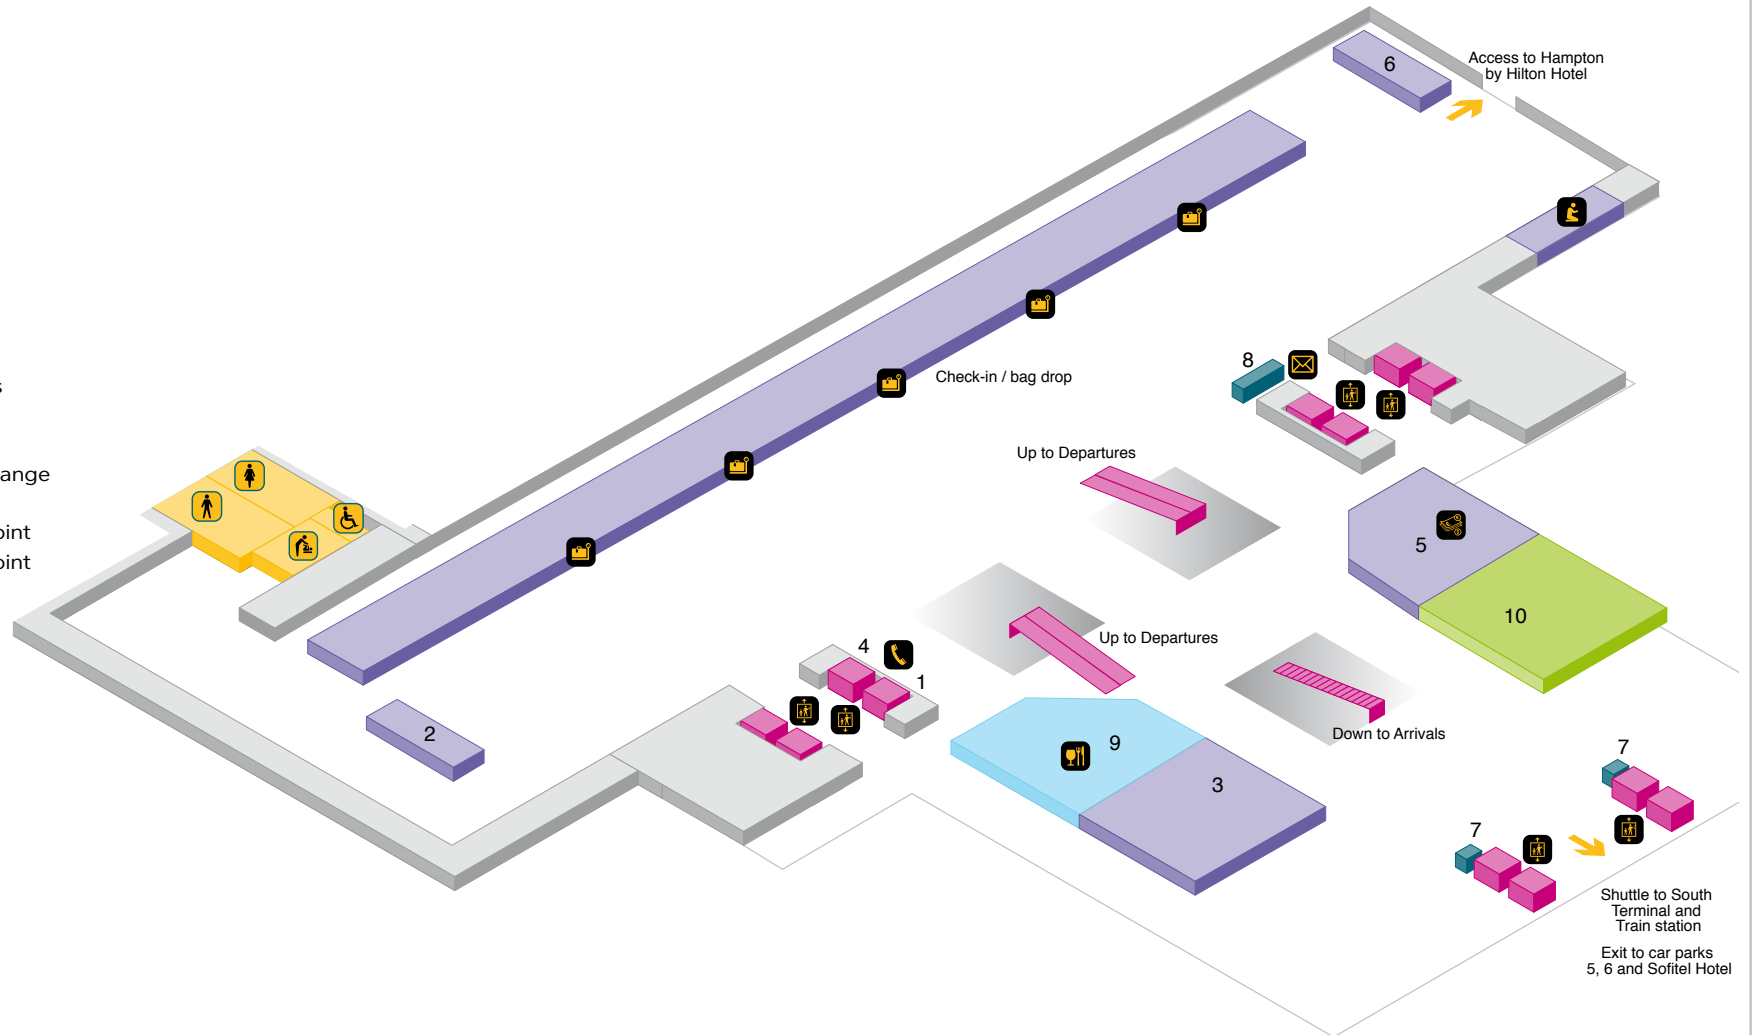 6
Access to Hampton
by Hilton Hotel
s
Check-in / bag drop
8
Up to Departures
ange
oint
oint
5
10
Up to Departures
4
1
2
9
3
Down to Arrivals
7
7
Shuttle to South
Terminal and
Train station
Exit to car parks
5, 6 and Sofitel Hotel